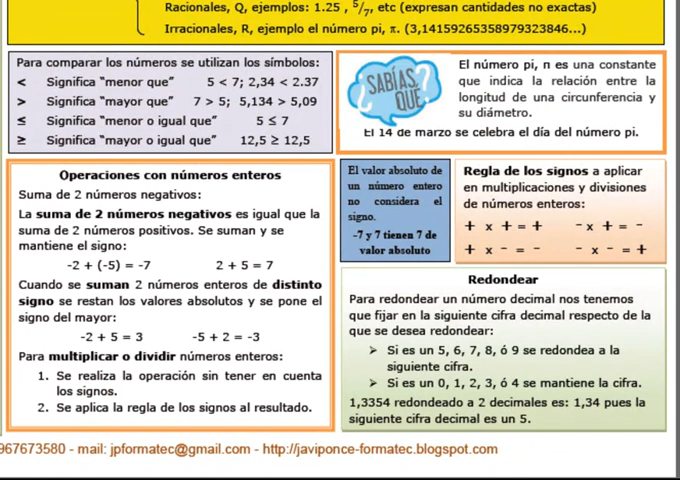 Racionales, Q, ejemplos: 1.25 , 5/7, etc (expresan cantidades no exactas)
Irracionales, R, ejemplo el número pi, π. (3,14159265358979323846...)
Para comparar los números se utilizan los símbolos:
< Significa "menor que" 5 < 7; 2,34 < 2.37
> Significa "mayor que" 7 > 5; 5,134 > 5,09
≤ Significa "menor o igual que" 5 ≤ 7
≥ Significa "mayor o igual que" 12,5 ≥ 12,5
SABÍAS
QUÉ
?
El número pi, π es una constante
que indica la relación entre la
longitud de una circunferencia y
su diámetro.
El 14 de marzo se celebra el día del número pi.
Operaciones con números enteros
Suma de 2 números negativos:
La suma de 2 números negativos es igual que la
suma de 2 números positivos. Se suman y se
mantiene el signo:
-2 + (-5) = -7 2 + 5 = 7
Cuando se suman 2 números enteros de distinto
signo se restan los valores absolutos y se pone el
signo del mayor:
-2 + 5 = 3 -5 + 2 = -3
Para multiplicar o dividir números enteros:
1. Se realiza la operación sin tener en cuenta
los signos.
2. Se aplica la regla de los signos al resultado.
El valor absoluto de
un número entero
no considera el
signo.
-7 y 7 tienen 7 de
valor absoluto
Regla de los signos a aplicar
en multiplicaciones y divisiones
de números enteros:
+ x + = + - x + = -
+ x - = - - x - = +
Redondear
Para redondear un número decimal nos tenemos
que fijar en la siguiente cifra decimal respecto de la
que se desea redondear:
➢ Si es un 5, 6, 7, 8, ó 9 se redondea a la
siguiente cifra.
➢ Si es un 0, 1, 2, 3, ó 4 se mantiene la cifra.
1,3354 redondeado a 2 decimales es: 1,34 pues la
siguiente cifra decimal es un 5.
967673580 - mail: jpformatec@gmail.com - http://javiponce-formatec.blogspot.com